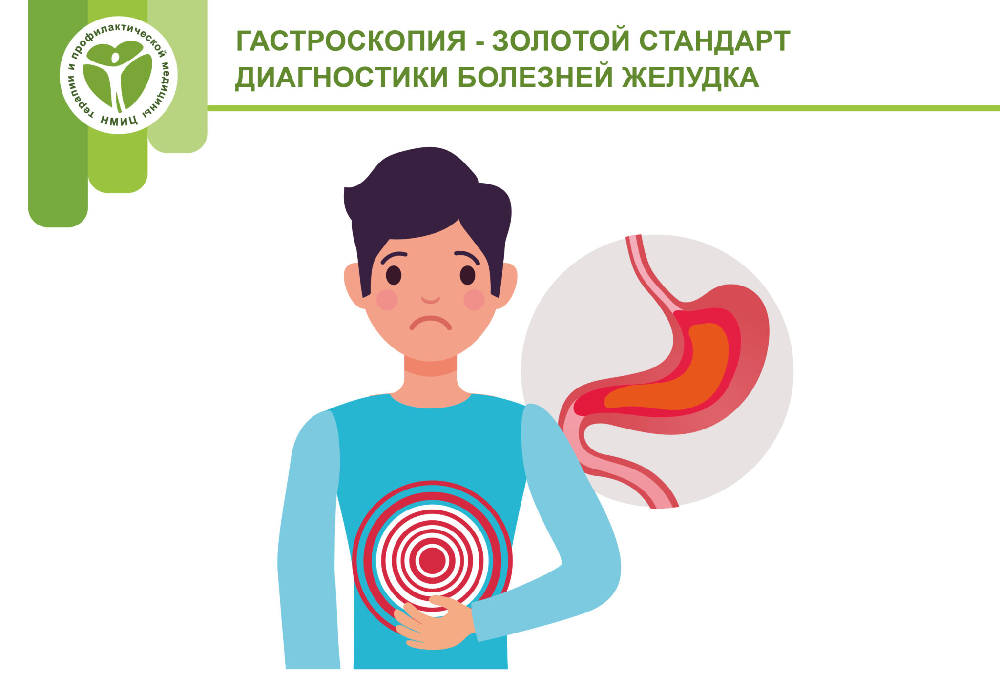 НМИЦ терапии и профилактической медицины
ГАСТРОСКОПИЯ - ЗОЛОТОЙ СТАНДАРТ
ДИАГНОСТИКИ БОЛЕЗНЕЙ ЖЕЛУДКА